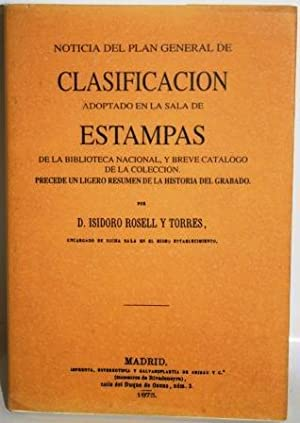 NOTICIA DEL PLAN GENERAL DE
CLASIFICACION
ADOPTADO EN LA SALA DE
ESTAMPAS
DE LA BIBLIOTECA NACIONAL, Y BREVE CATALOGO
DE LA COLECCION.
PRECEDE UN LIGERO RESUMEN DE LA HISTORIA DEL GRABADO.
POR
D. ISIDORO ROSELL Y TORRES,
ENCARGADO DE DICHA SALA EN EL MISMO ESTABLECIMIENTO.
MADRID,
IMPRENTA, ESTEREOTIPIA Y GALVANOPLASTIA DE ARIBAU Y C.ª
(sucesores de Rivadeneyra),
calle del Duque de Osuna, núm. 3.
1875.